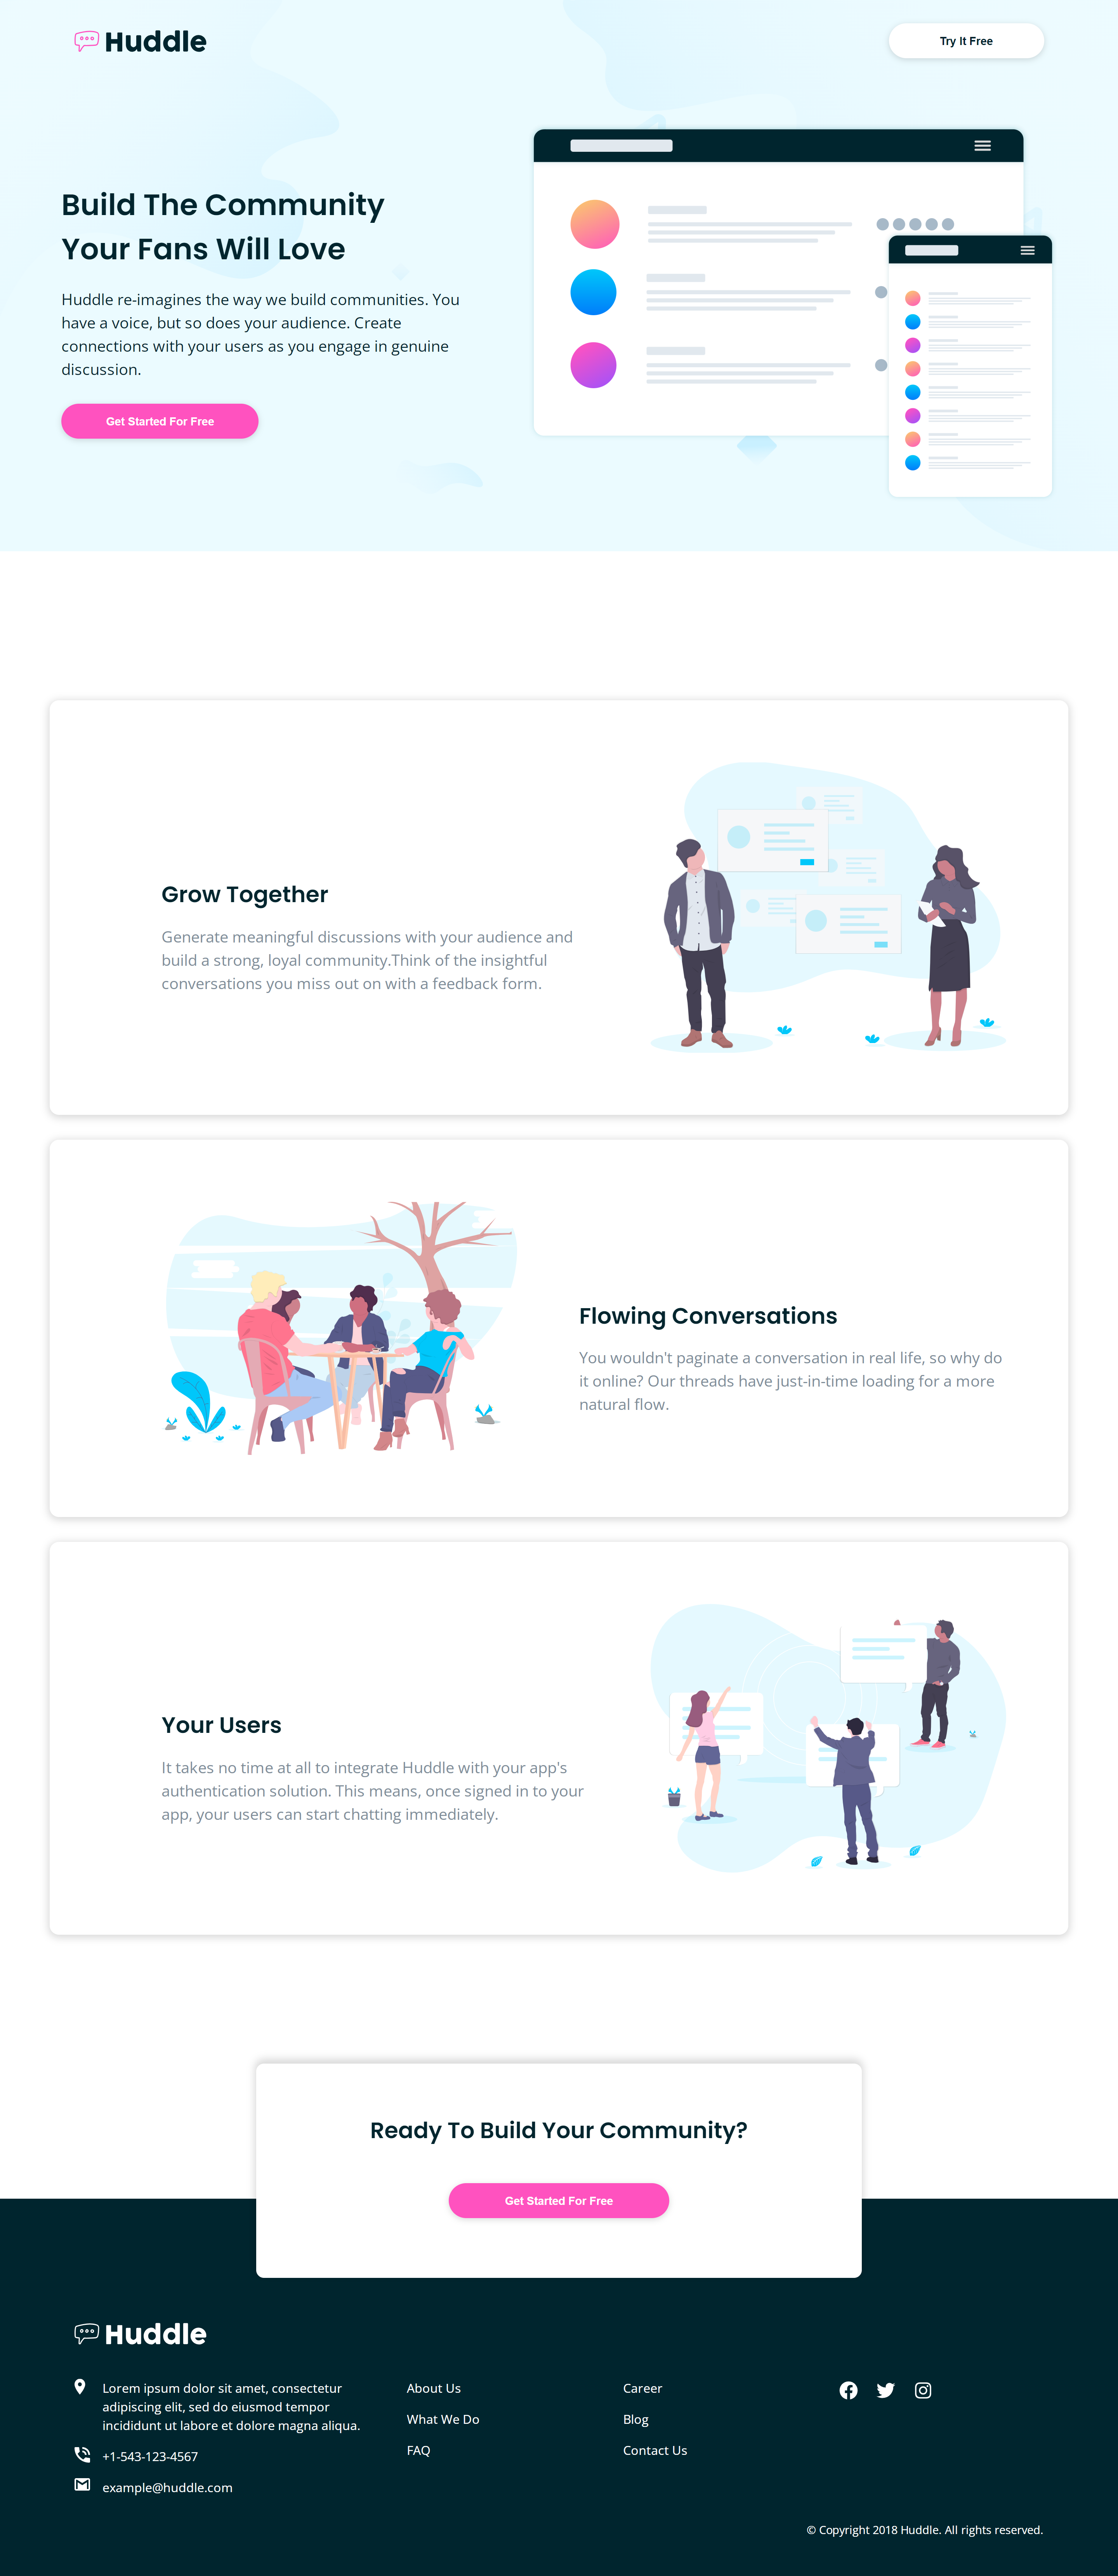 Huddle
Try It Free
Build The Community
Your Fans Will Love
Huddle re-imagines the way we build communities. You
have a voice, but so does your audience. Create
connections with your users as you engage in genuine
discussion.
Get Started For Free
Grow Together
Generate meaningful discussions with your audience and
build a strong, loyal community.Think of the insightful
conversations you miss out on with a feedback form.
Flowing Conversations
You wouldn't paginate a conversation in real life, so why do
it online? Our threads have just-in-time loading for a more
natural flow.
Your Users
It takes no time at all to integrate Huddle with your app's
authentication solution. This means, once signed in to your
app, your users can start chatting immediately.
Ready To Build Your Community?
Get Started For Free
Huddle
Lorem ipsum dolor sit amet, consectetur
adipiscing elit, sed do eiusmod tempor
incididunt ut labore et dolore magna aliqua.
+1-543-123-4567
example@huddle.com
About Us
What We Do
FAQ
Career
Blog
Contact Us
© Copyright 2018 Huddle. All rights reserved.